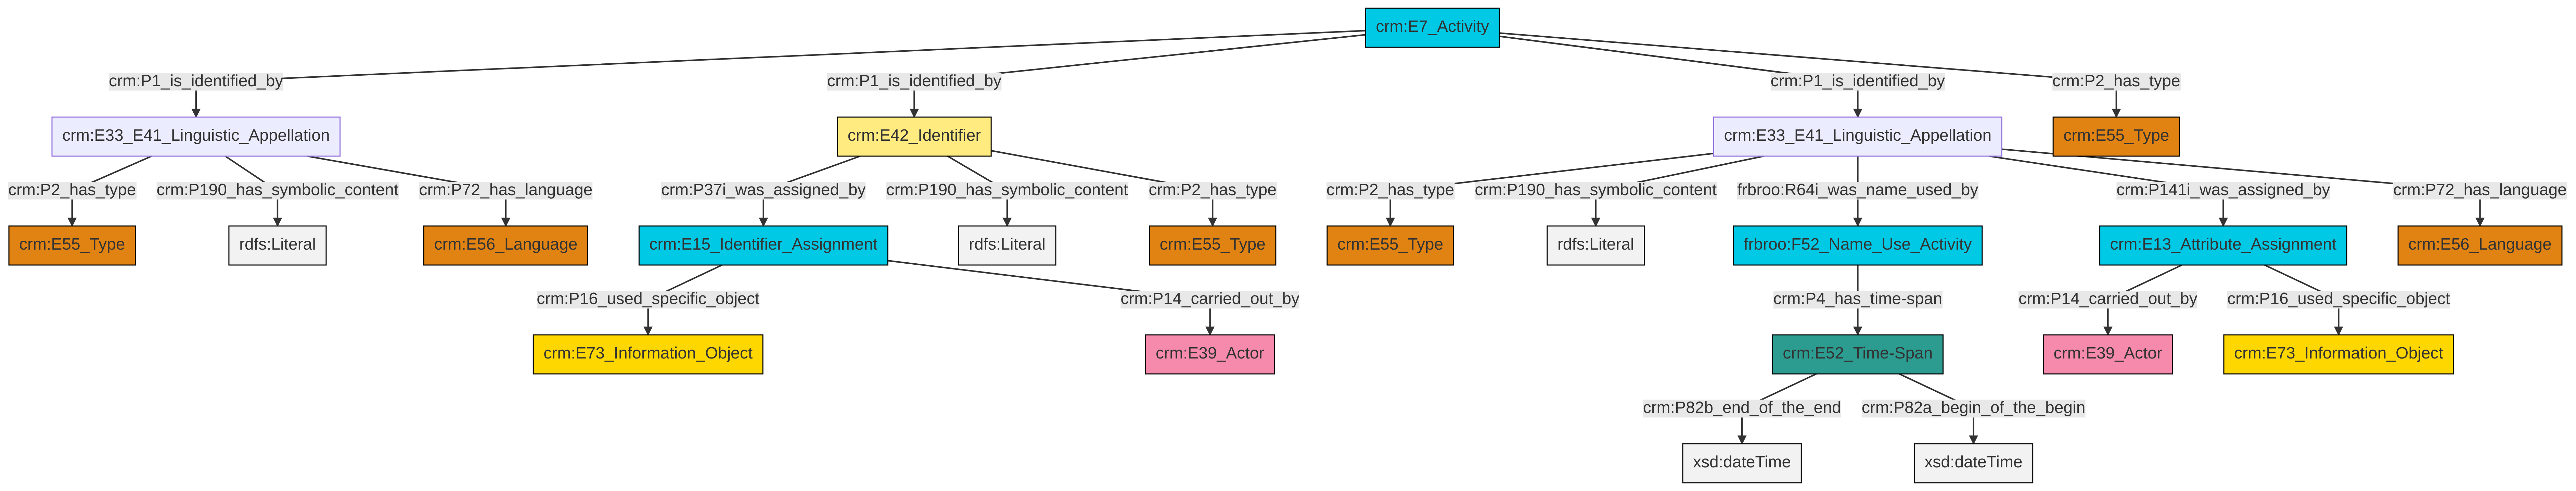 crm:E7_Activity
crm:P1_is_identified_by
crm:P1_is_identified_by
crm:P1_is_identified_by
crm:P2_has_type
crm:E33_E41_Linguistic_Appellation
crm:E42_Identifier
crm:E33_E41_Linguistic_Appellation
crm:E55_Type
crm:P2_has_type
crm:P190_has_symbolic_content
crm:P72_has_language
crm:P37i_was_assigned_by
crm:P190_has_symbolic_content
crm:P2_has_type
crm:P2_has_type
crm:P190_has_symbolic_content
frbroo:R64i_was_name_used_by
crm:P141i_was_assigned_by
crm:P72_has_language
crm:E55_Type
rdfs:Literal
crm:E56_Language
crm:E15_Identifier_Assignment
rdfs:Literal
crm:E55_Type
crm:E55_Type
rdfs:Literal
frbroo:F52_Name_Use_Activity
crm:E13_Attribute_Assignment
crm:E56_Language
crm:P16_used_specific_object
crm:P14_carried_out_by
crm:P4_has_time-span
crm:P14_carried_out_by
crm:P16_used_specific_object
crm:E73_Information_Object
crm:E39_Actor
crm:E52_Time-Span
crm:E39_Actor
crm:E73_Information_Object
crm:P82b_end_of_the_end
crm:P82a_begin_of_the_begin
xsd:dateTime
xsd:dateTime